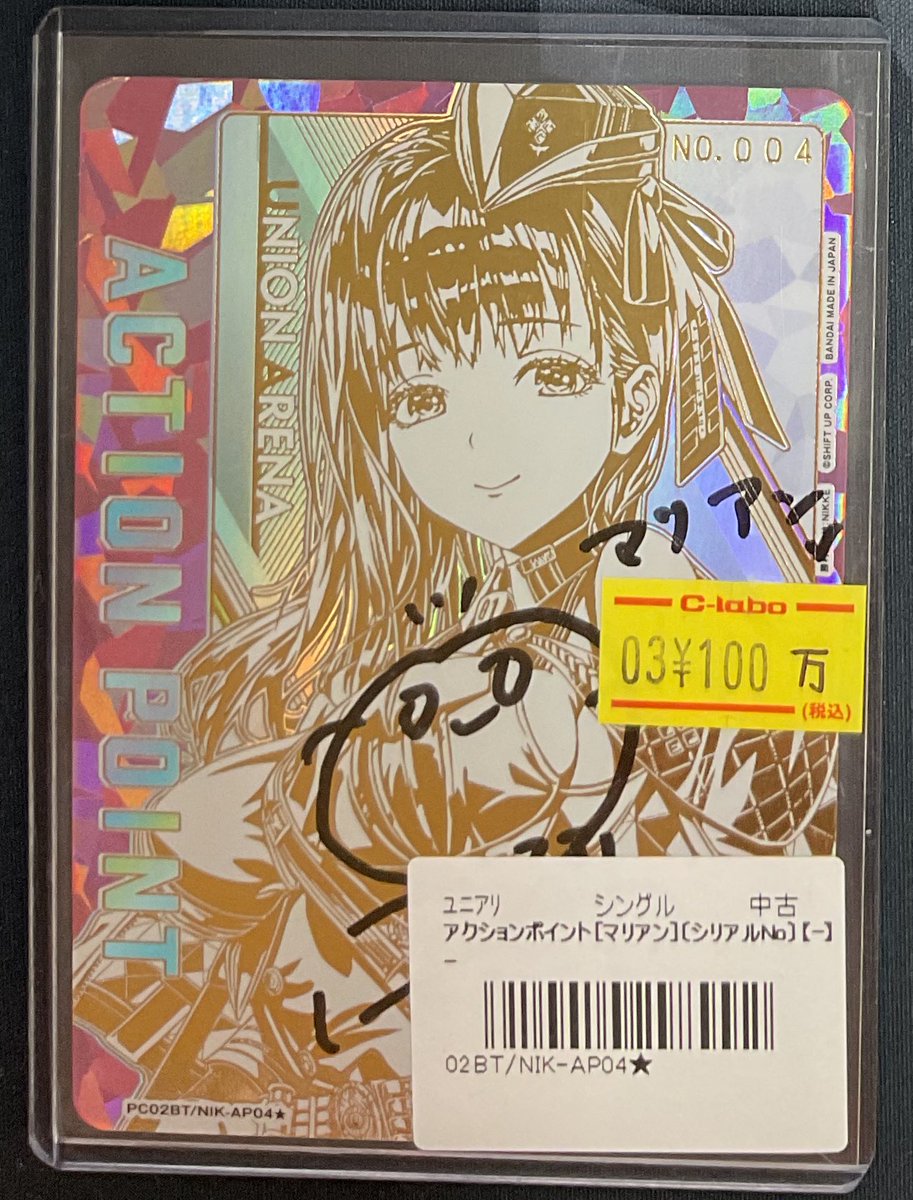 NO. 004
UNION ARENA
ACTION POINT
©SHIFT UP CORP. BANDAI MADE IN JAPAN
NIKKE
マリアン
C-labo
03¥100 万
(税込)
ユニアリ シングル 中古
アクションポイント[マリアン](シリアルNo)【-】
-
02BT/NIK-AP04★
PC02BT/NIK-AP04★